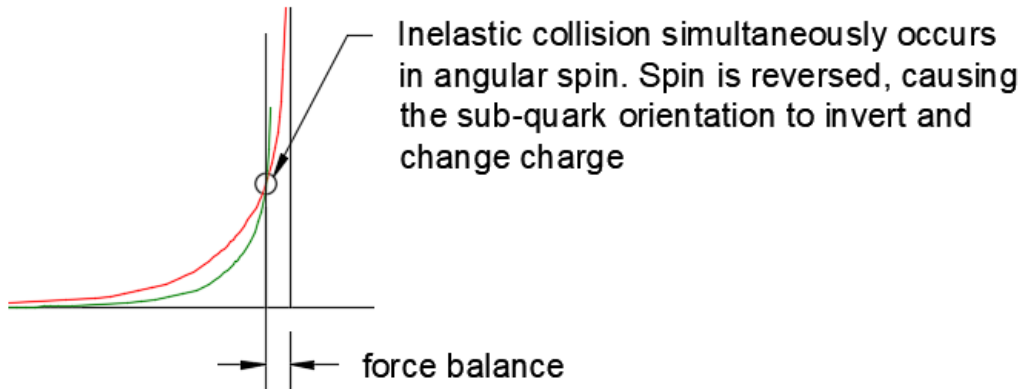 Inelastic collision simultaneously occurs
in angular spin. Spin is reversed, causing
the sub-quark orientation to invert and
change charge
force balance